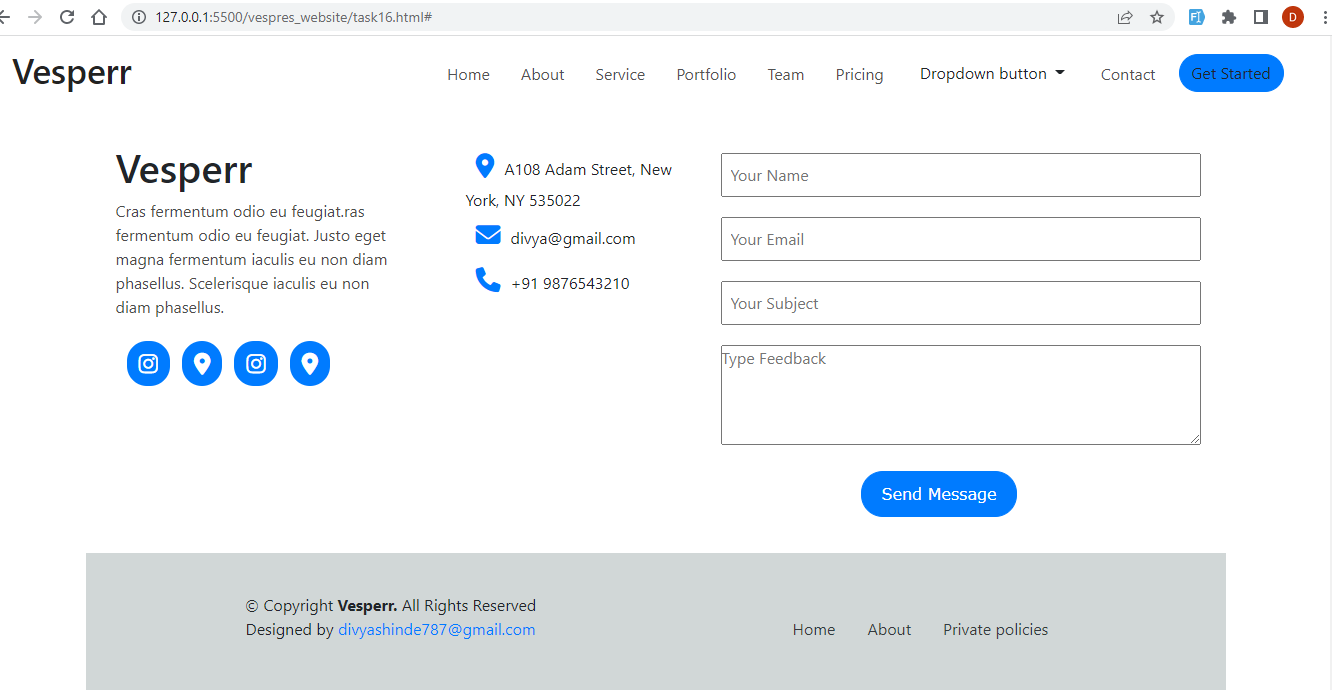 127.0.0.1:5500/vespres_website/task16.html#
D
Vesperr
Home About Service Portfolio Team Pricing Dropdown button Contact Get Started
Vesperr
Cras fermentum odio eu feugiat.ras
fermentum odio eu feugiat. Justo eget
magna fermentum iaculis eu non diam
phasellus. Scelerisque iaculis eu non
diam phasellus.
A108 Adam Street, New
York, NY 535022
divya@gmail.com
+91 9876543210
Your Name
Your Email
Your Subject
Type Feedback
Send Message
© Copyright Vesperr. All Rights Reserved
Designed by divyashinde787@gmail.com
Home About Private policies